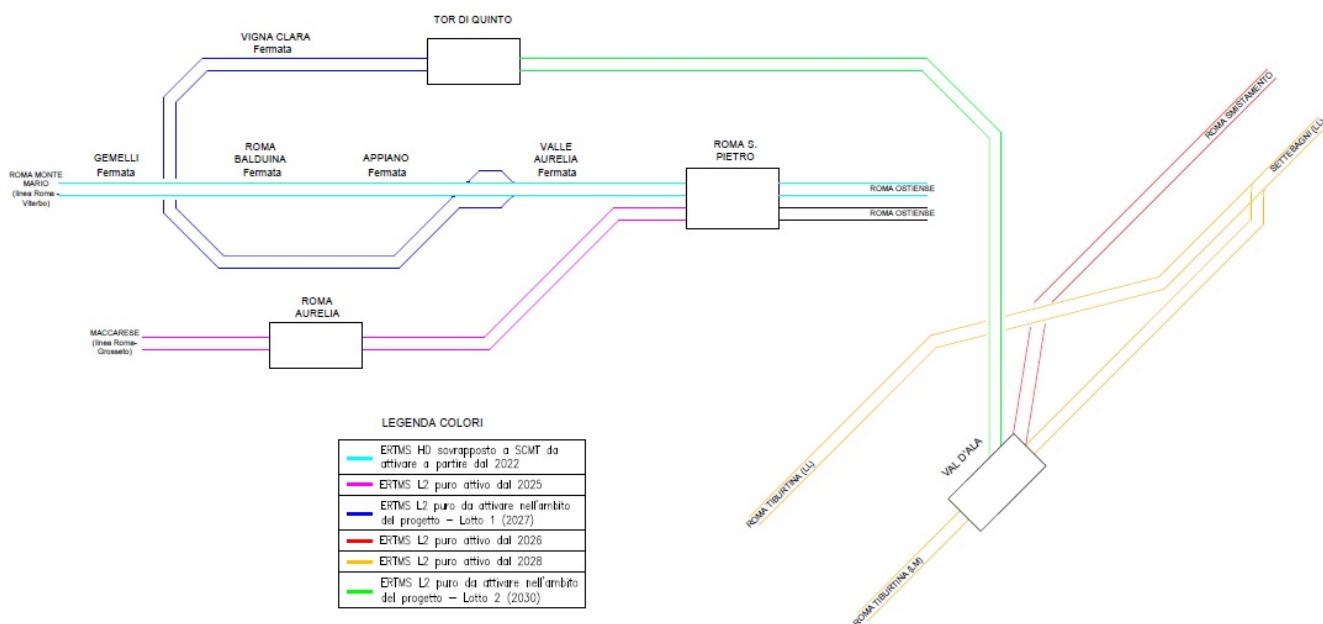 TOR DI QUINTO
VIGNA CLARA
Fermata
GEMELLI
Fermata
ROMA
BALDUINA
Fermata
APPIANO
Fermata
VALLE
AURELIA
Fermata
ROMA S.
PIETRO
ROMA MONTE
MARIO
(linea Roma -
Viterbo)
ROMA OSTIENSE
ROMA OSTIENSE
ROMA SMISTAMENTO
SETTEBAGNI (LL)
ROMA
AURELIA
MACCARESE
(linea Roma-
Grosseto)
VAL D'ALA
ROMA TIBURTINA (LL)
ROMA TIBURTINA (LM)
LEGENDA COLORI
ERTMS HD sovrapposto a SCMT da
attivare a partire dal 2022
ERTMS L2 puro attivo dal 2025
ERTMS L2 puro da attivare nell'ambito
del progetto – Lotto 1 (2027)
ERTMS L2 puro attivo dal 2026
ERTMS L2 puro attivo dal 2028
ERTMS L2 puro da attivare nell'ambito
del progetto – Lotto 2 (2030)